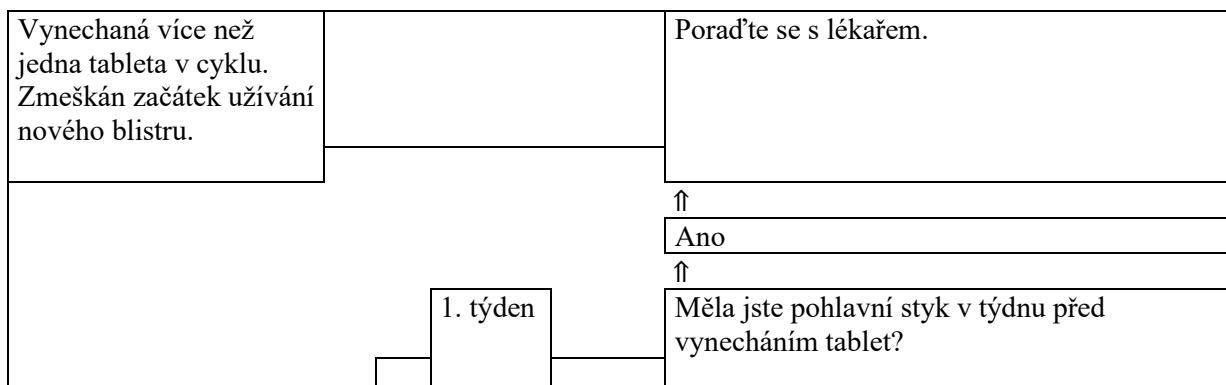 Vynechaná více než
jedna tableta v cyklu.
Zmeškán začátek užívání
nového blistru.
Poraďte se s lékařem.
⇑
Ano
⇑
1. týden
Měla jste pohlavní styk v týdnu před
vynecháním tablet?